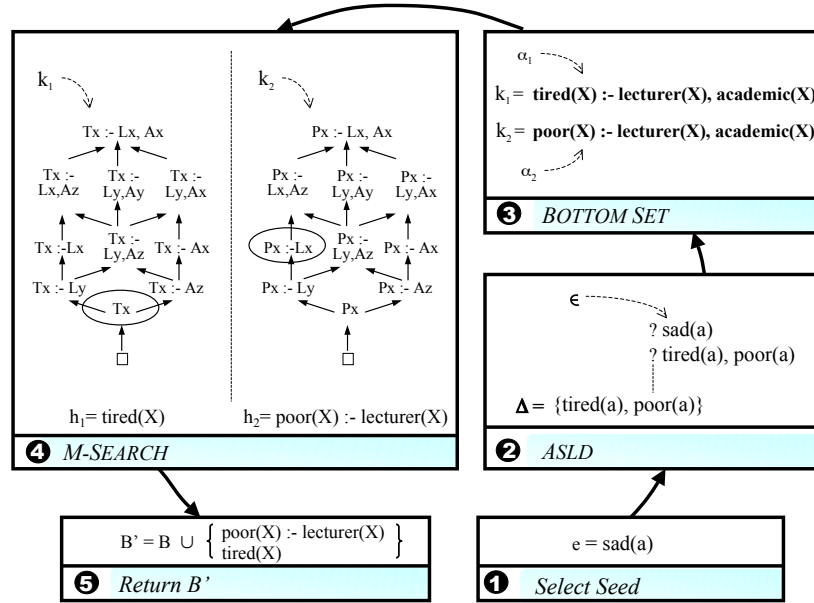 k₁
Tx :- Lx, Ax
Tx :- Lx,Az
Tx :- Ly,Ay
Tx :- Ly,Ax
Tx :-Lx
Tx :- Ly,Az
Tx :- Ax
Tx :- Ly
Tx
Tx :- Az
h₁= tired(X)
k₂
Px :- Lx, Ax
Px :- Lx,Az
Px :- Ly,Ay
Px :- Ly,Ax
Px :-Lx
Px :- Ly,Az
Px :- Ax
Px :- Ly
Px
Px :- Az
h₂= poor(X) :- lecturer(X)
4 M-SEARCH
α₁
k₁= tired(X) :- lecturer(X), academic(X)
k₂= poor(X) :- lecturer(X), academic(X)
α₂
3 BOTTOM SET
ϵ
? sad(a)
? tired(a), poor(a)
Δ = {tired(a), poor(a)}
2 ASLD
B' = B ∪ { poor(X) :- lecturer(X)
tired(X) }
5 Return B'
e = sad(a)
1 Select Seed